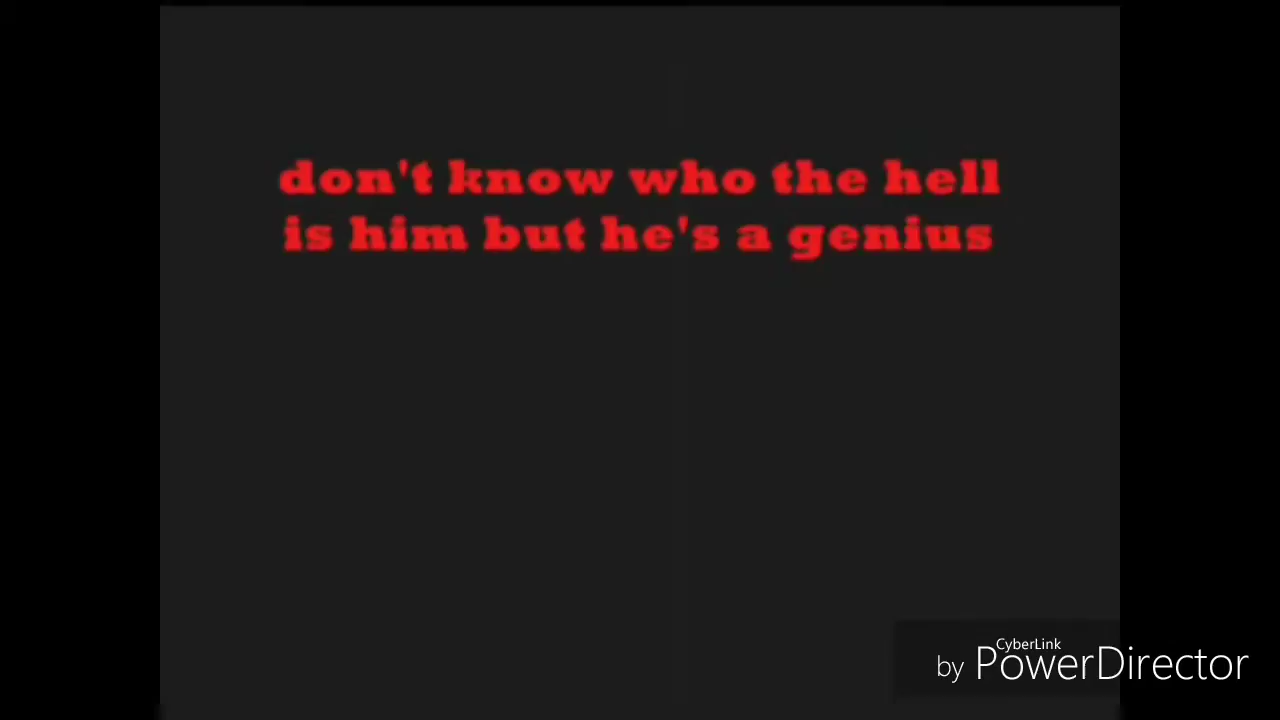 don't know who the hell
is him but he's a genius
CyberLink
by PowerDirector